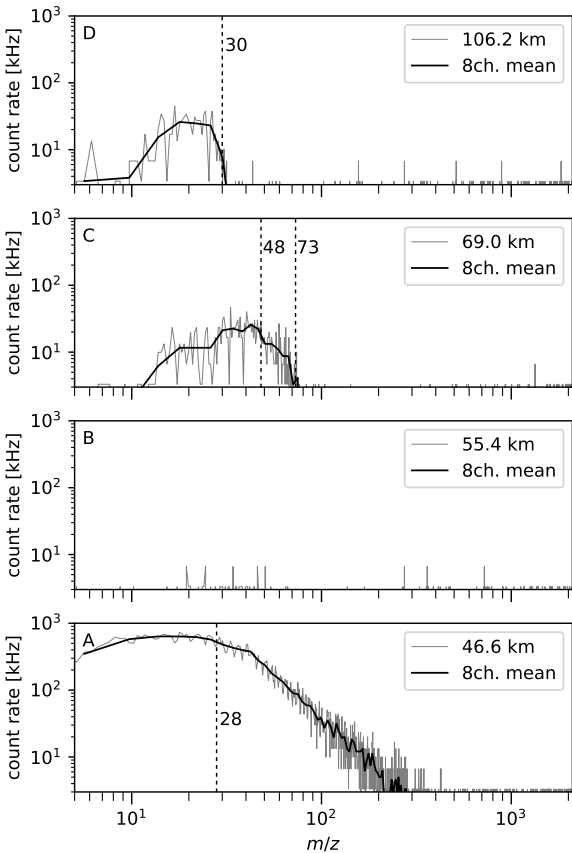 D
106.2 km
8ch. mean
30
10³
10²
10¹
count rate [kHz]
C
69.0 km
8ch. mean
48
73
10³
10²
10¹
count rate [kHz]
B
55.4 km
8ch. mean
10³
10²
10¹
count rate [kHz]
A
46.6 km
8ch. mean
28
10³
10²
10¹
count rate [kHz]
10¹ 10² 10³
m/z